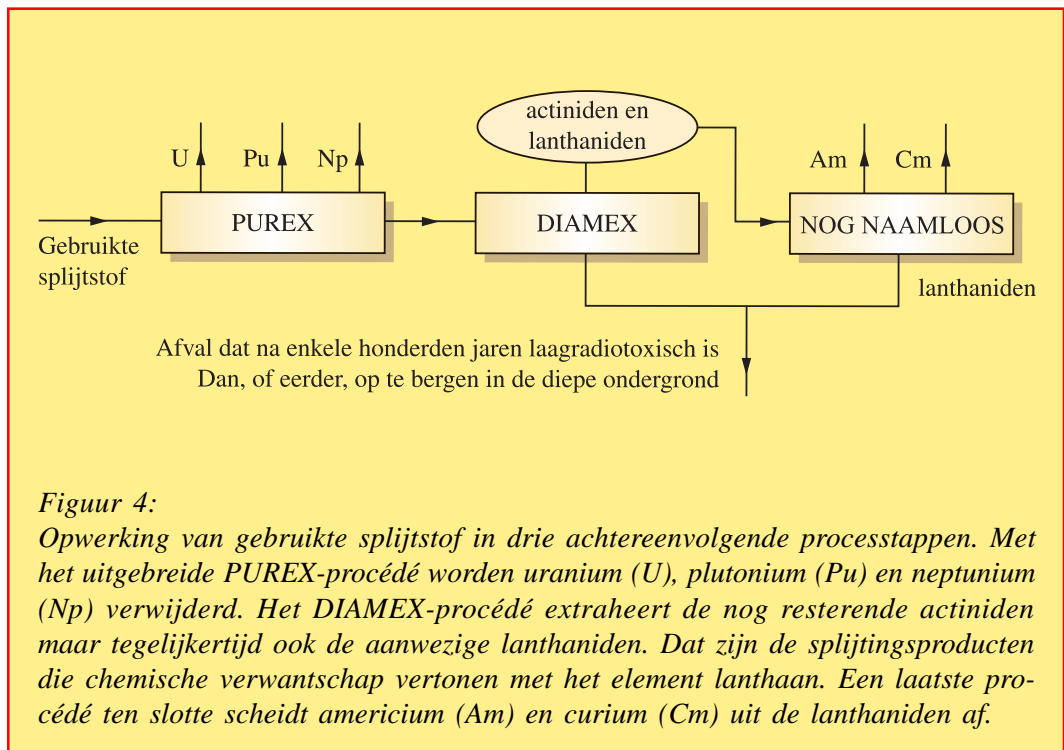 actiniden en
lanthaniden
U
Pu
Np
Am
Cm
PUREX
DIAMEX
NOG NAAMLOOS
Gebruikte
splijtstof
lanthaniden
Afval dat na enkele honderden jaren laagradiotoxisch is
Dan, of eerder, op te bergen in de diepe ondergrond
Figuur 4:
Opwerking van gebruikte splijtstof in drie achtereenvolgende processtappen. Met
het uitgebreide PUREX-procédé worden uranium (U), plutonium (Pu) en neptunium
(Np) verwijderd. Het DIAMEX-procédé extraheert de nog resterende actiniden
maar tegelijkertijd ook de aanwezige lanthaniden. Dat zijn de splijtingsproducten
die chemische verwantschap vertonen met het element lanthaan. Een laatste pro-
cédé ten slotte scheidt americium (Am) en curium (Cm) uit de lanthaniden af.